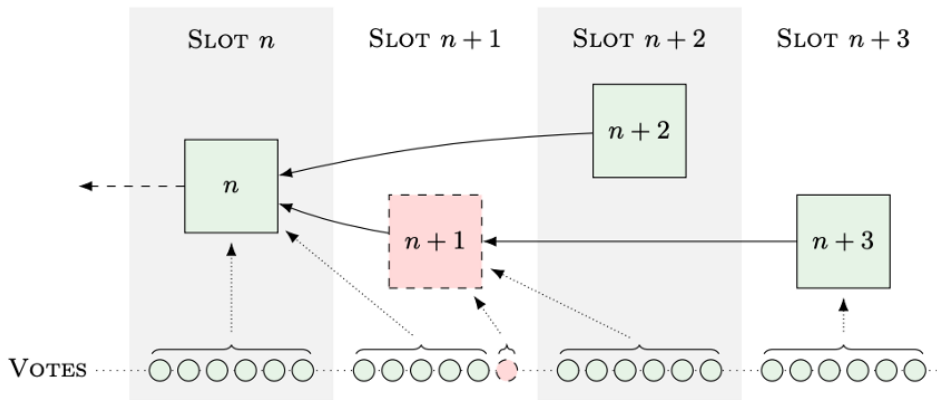 SLOT n SLOT n + 1 SLOT n + 2 SLOT n + 3
n + 2
n
n + 1 n + 3
VOTES